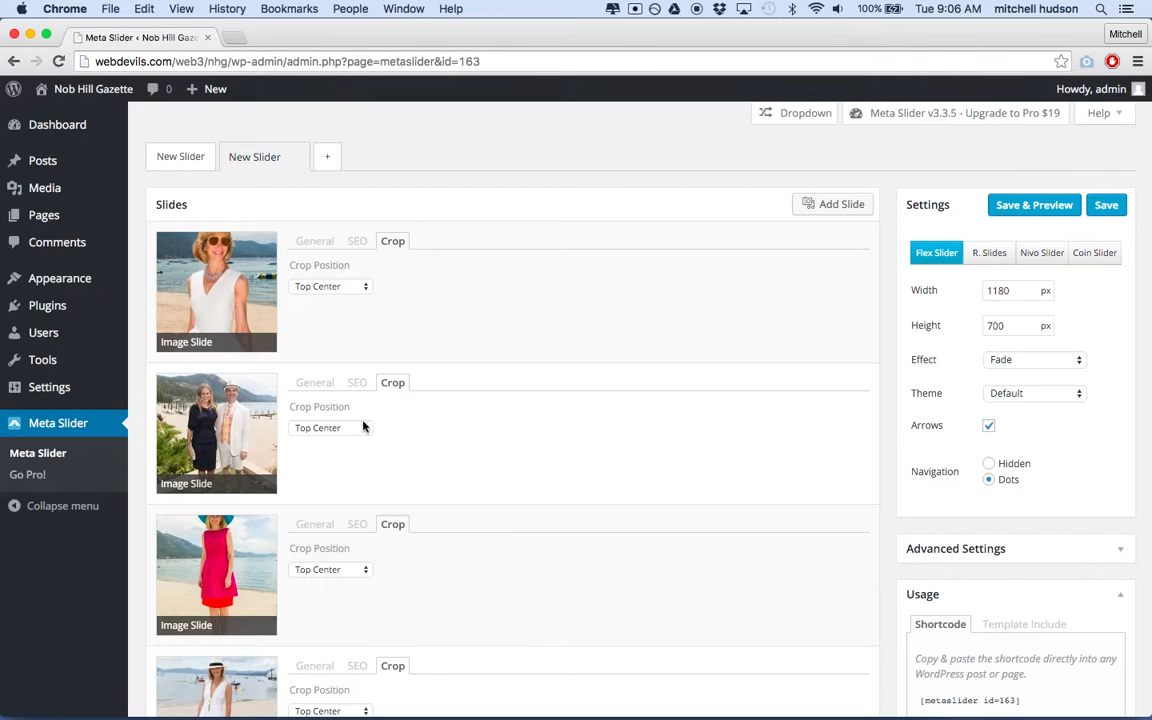 Chrome File Edit View History Bookmarks People Window Help 100% Tue 9:06 AM mitchell hudson
Meta Slider ‹ Nob Hill Gaze Mitchell
webdevils.com/web3/nhg/wp-admin/admin.php?page=metaslider&id=163
Nob Hill Gazette 0 New Howdy, admin
Dashboard
Posts
Media
Pages
Comments
Appearance
Plugins
Users
Tools
Settings
Meta Slider
Meta Slider
Go Pro!
Collapse menu
Dropdown Meta Slider v3.3.5 - Upgrade to Pro $19 Help
New Slider New Slider +
Slides Add Slide
General SEO Crop
Crop Position
Top Center
Image Slide
General SEO Crop
Crop Position
Top Center
Image Slide
General SEO Crop
Crop Position
Top Center
Image Slide
General SEO Crop
Crop Position
Top Center
Settings Save & Preview Save
Flex Slider R. Slides Nivo Slider Coin Slider
Width 1180 px
Height 700 px
Effect Fade
Theme Default
Arrows
Navigation Hidden
Dots
Advanced Settings
Usage
Shortcode Template Include
Copy & paste the shortcode directly into any
WordPress post or page.
[metaslider id=163]